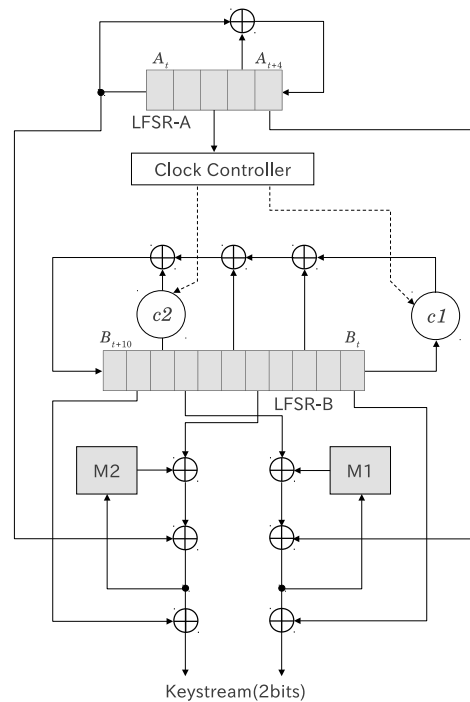 A_t A_{t+4}
LFSR-A
Clock Controller
c2 c1
B_{t+10} B_t
LFSR-B
M2 M1
Keystream(2bits)